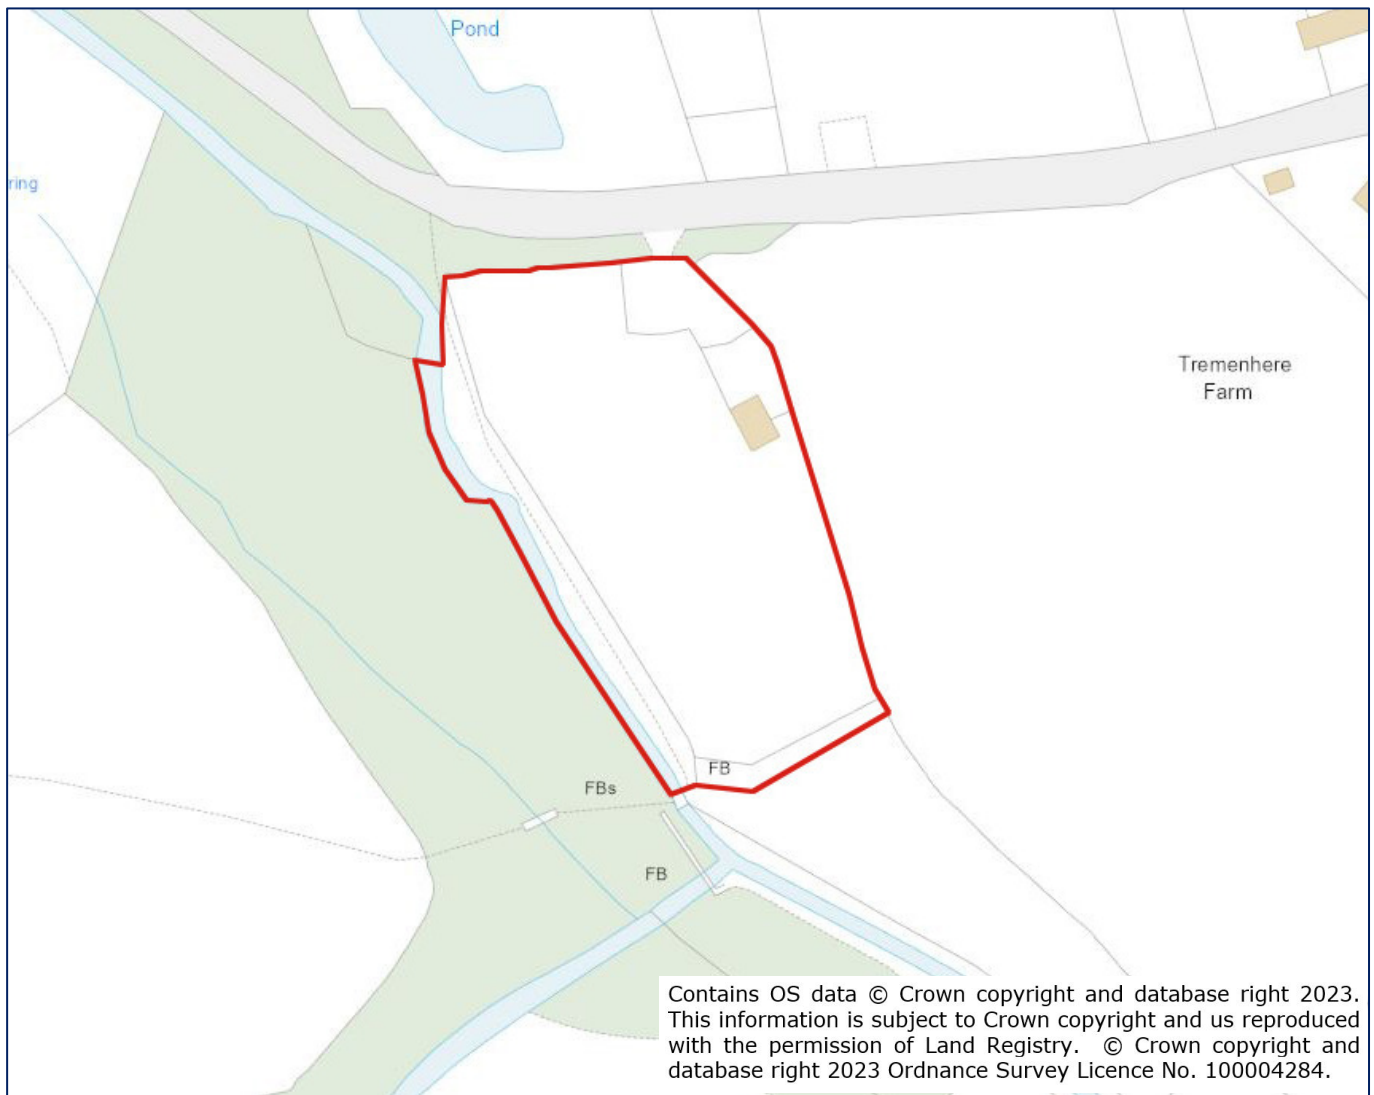 Pond
ring
Tremenhere
Farm
FB
FBs
FB
Contains OS data © Crown copyright and database right 2023.
This information is subject to Crown copyright and us reproduced
with the permission of Land Registry. © Crown copyright and
database right 2023 Ordnance Survey Licence No. 100004284.